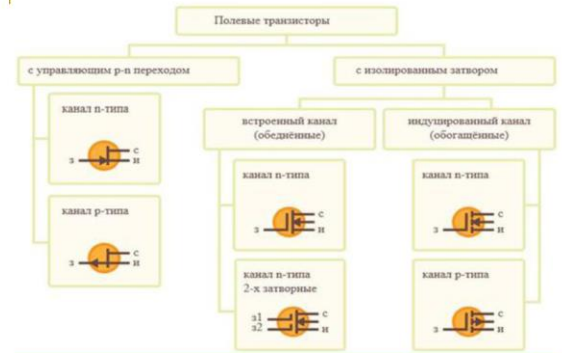 Полевые транзисторы
с управляющим p-n переходом
с изолированным затвором
канал n-типа
з
с
и
канал p-типа
з
с
и
встроенный канал
(обеднённые)
канал n-типа
з
с
и
канал n-типа
2-х затворные
з1
з2
с
и
индуцированный канал
(обогащённые)
канал n-типа
з
с
и
канал p-типа
з
с
и